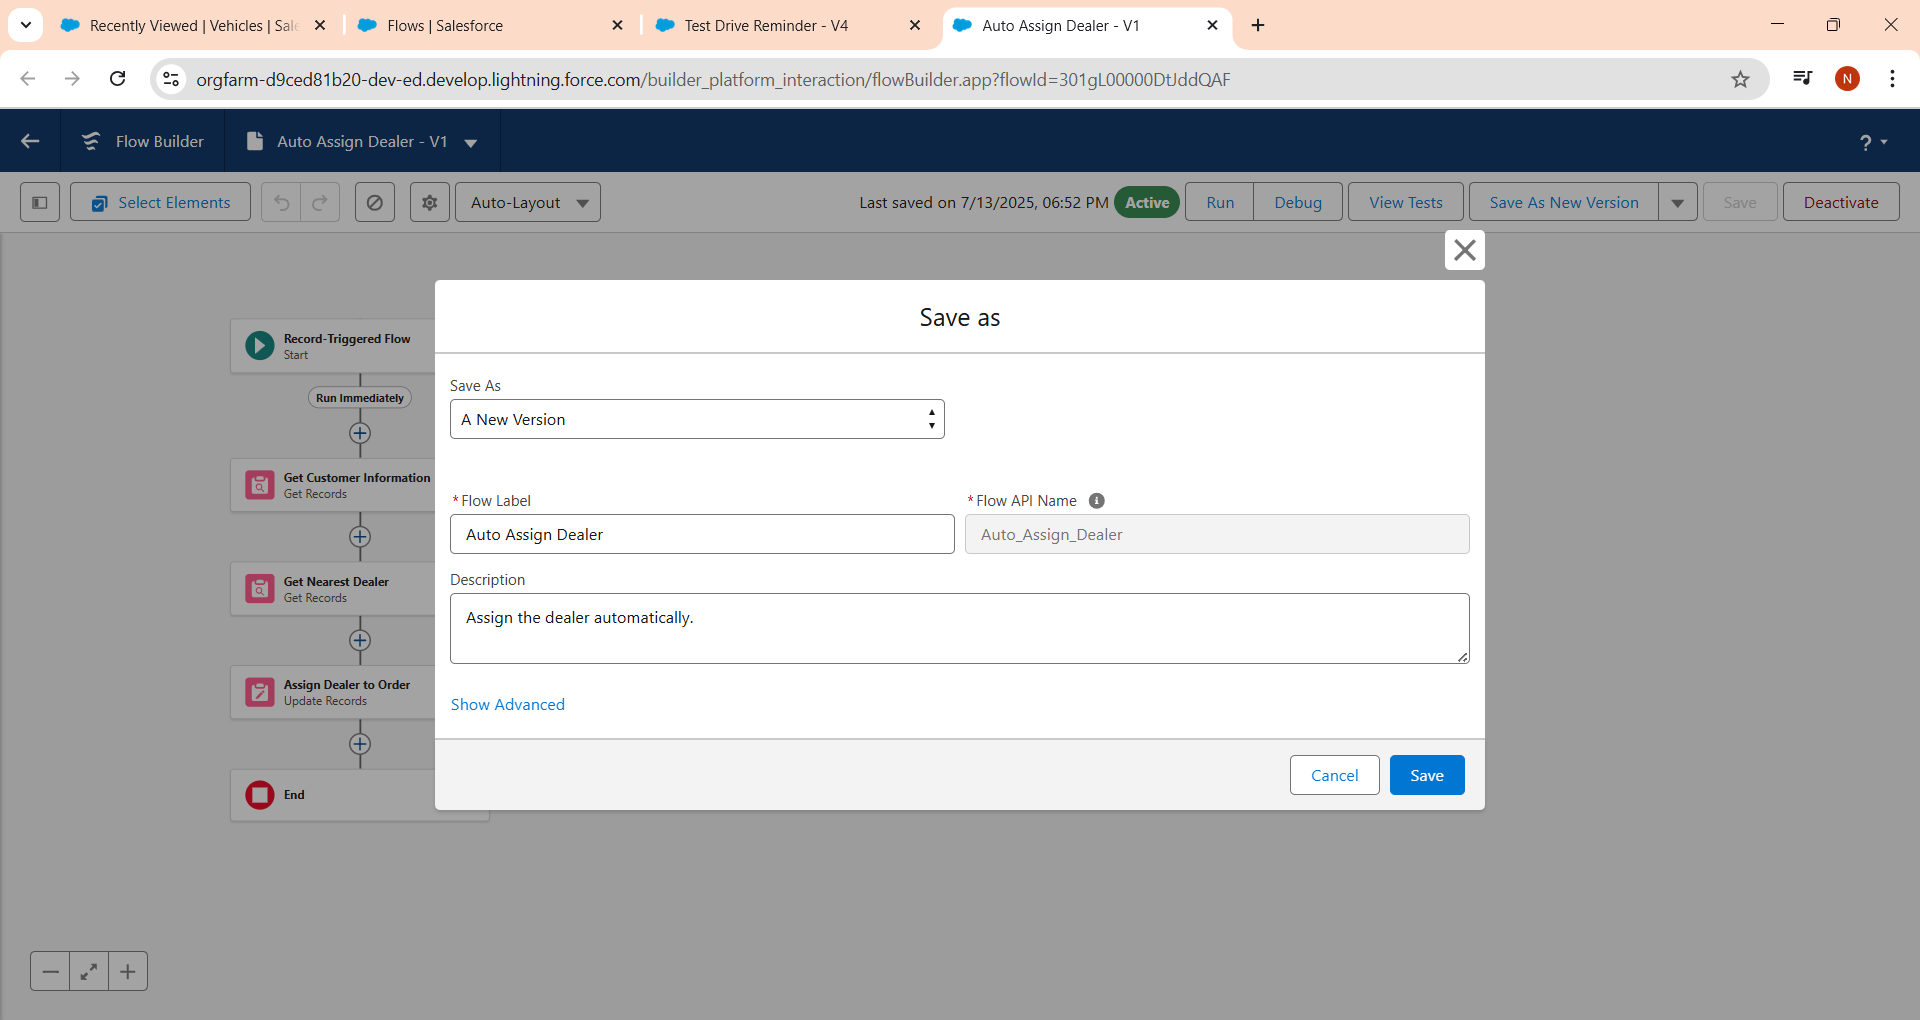 Recently Viewed | Vehicles | Sale
Flows | Salesforce
Test Drive Reminder - V4
Auto Assign Dealer - V1
orgfarm-d9ced81b20-dev-ed.develop.lightning.force.com/builder_platform_interaction/flowBuilder.app?flowId=301gL00000DtJddQAF
N
Flow Builder
Auto Assign Dealer - V1
?
Select Elements
Auto-Layout
Last saved on 7/13/2025, 06:52 PM
Active
Run
Debug
View Tests
Save As New Version
Save
Deactivate
Save as
Save As
A New Version
* Flow Label
* Flow API Name
Auto Assign Dealer
Auto_Assign_Dealer
Description
Assign the dealer automatically.
Show Advanced
Cancel
Save
Record-Triggered Flow
Start
Run Immediately
Get Customer Information
Get Records
Get Nearest Dealer
Get Records
Assign Dealer to Order
Update Records
End